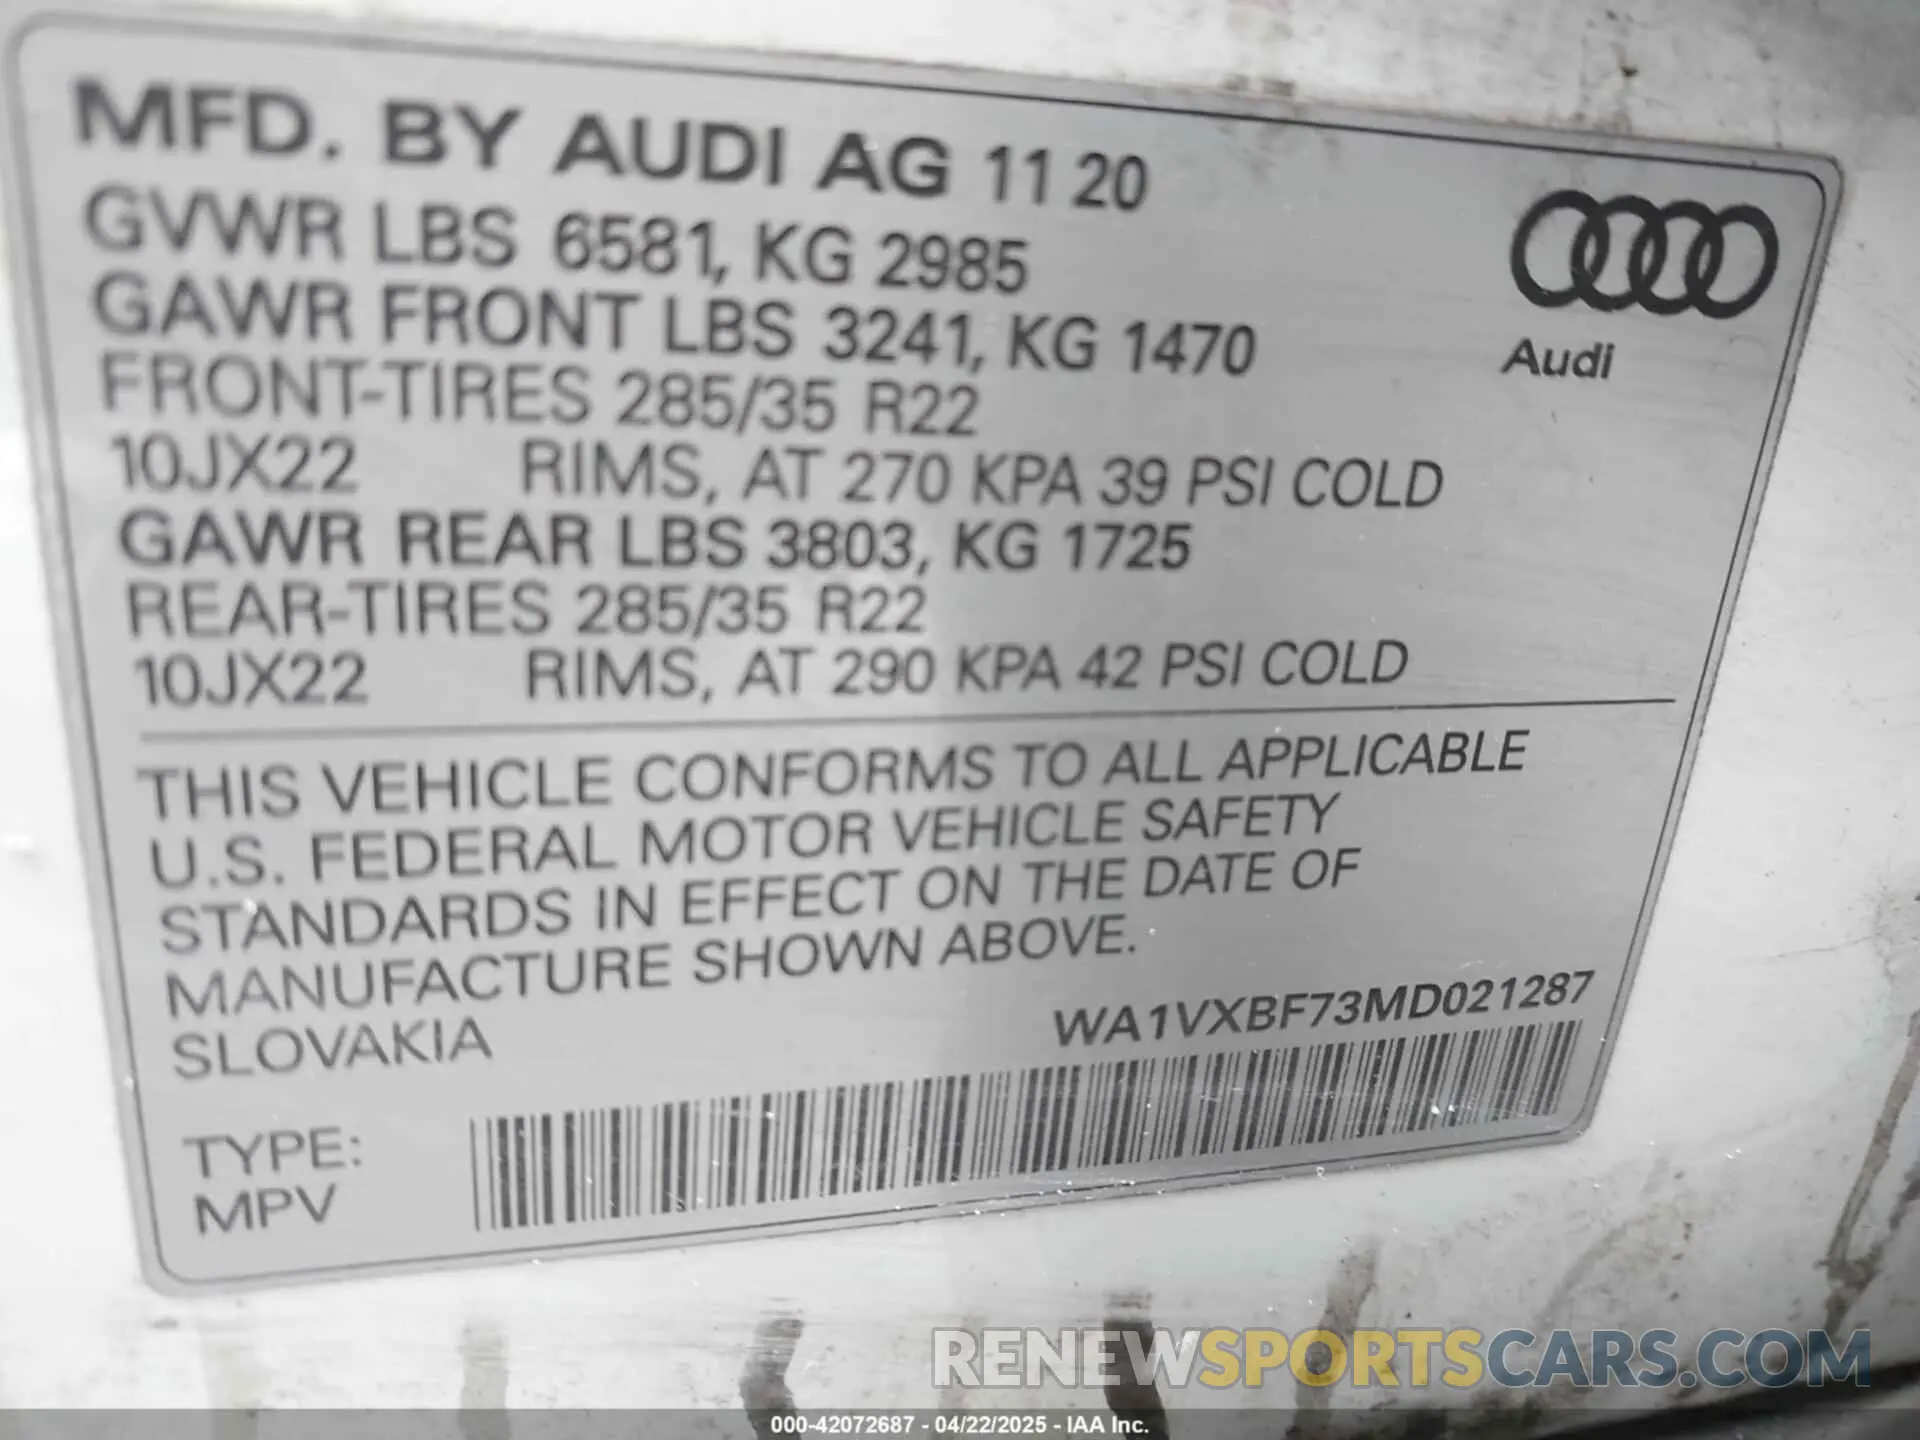 MFD. BY AUDI AG 11 20
GVWR LBS 6581, KG 2985
GAWR FRONT LBS 3241, KG 1470
FRONT-TIRES 285/35 R22
10JX22 RIMS, AT 270 KPA 39 PSI COLD
GAWR REAR LBS 3803, KG 1725
REAR-TIRES 285/35 R22
10JX22 RIMS, AT 290 KPA 42 PSI COLD
Audi
THIS VEHICLE CONFORMS TO ALL APPLICABLE
U.S. FEDERAL MOTOR VEHICLE SAFETY
STANDARDS IN EFFECT ON THE DATE OF
MANUFACTURE SHOWN ABOVE.
SLOVAKIA
WA1VXBF73MD021287
TYPE:
MPV
RENEWSPORTSCARS.COM
000-42072687 - 04/22/2025 - IAA Inc.